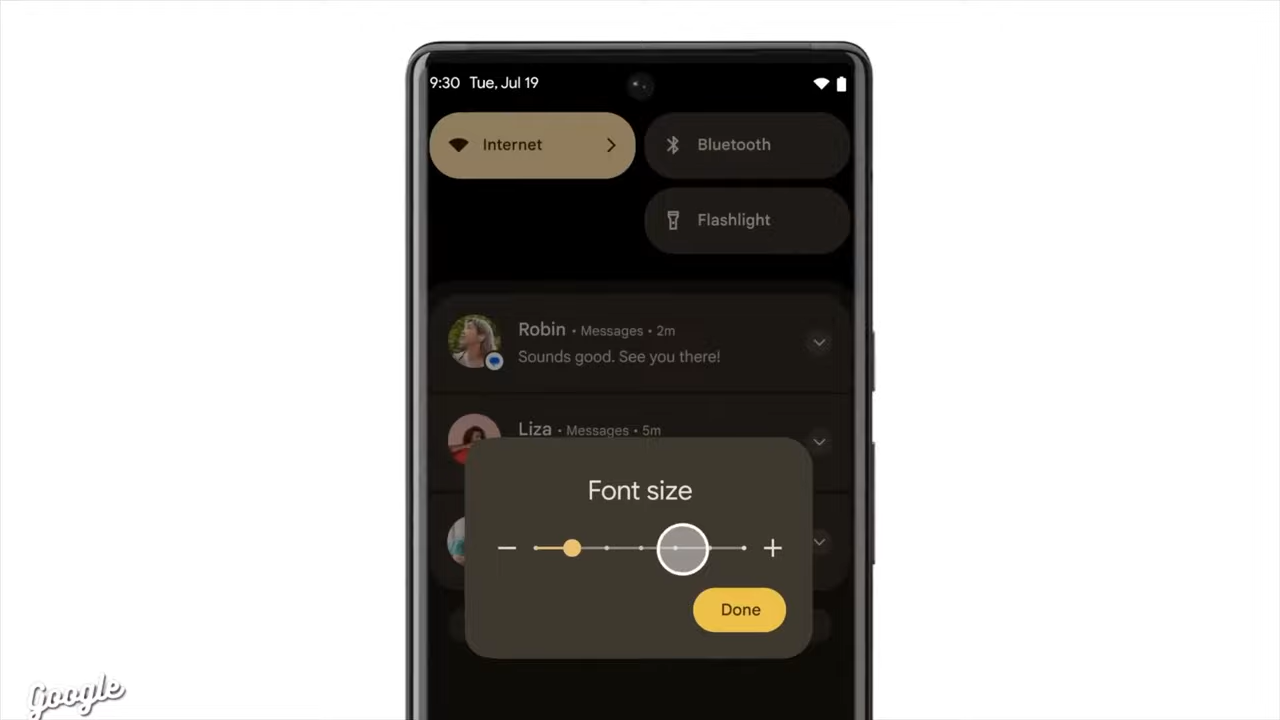 9:30 Tue, Jul 19
Internet
Bluetooth
Flashlight
Robin • Messages • 2m
Sounds good. See you there!
Liza • Messages • 5m
Font size
Done
Google